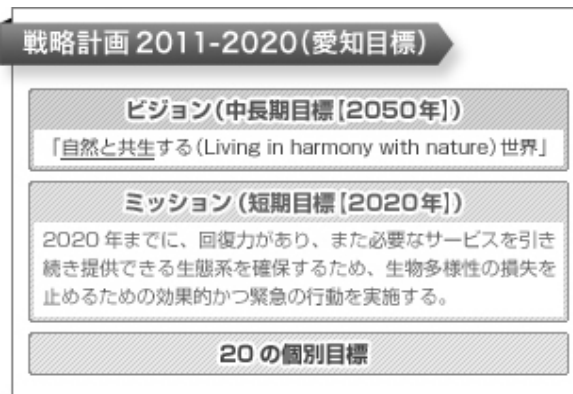 戦略計画 2011-2020(愛知目標)
ビジョン(中長期目標[2050年])
「自然と共生する(Living in harmony with nature)世界」
ミッション(短期目標[2020年])
2020 年までに、回復力があり、また必要なサービスを引き
続き提供できる生態系を確保するため、生物多様性の損失を
止めるための効果的かつ緊急の行動を実施する。
20 の個別目標